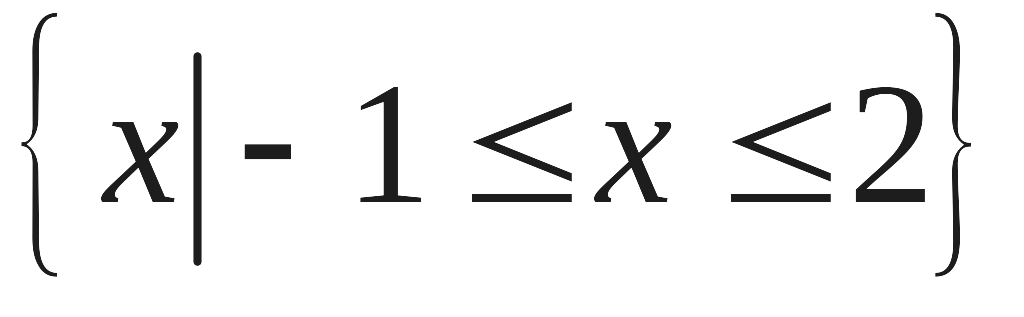 { x| - 1 ≤ x ≤ 2}